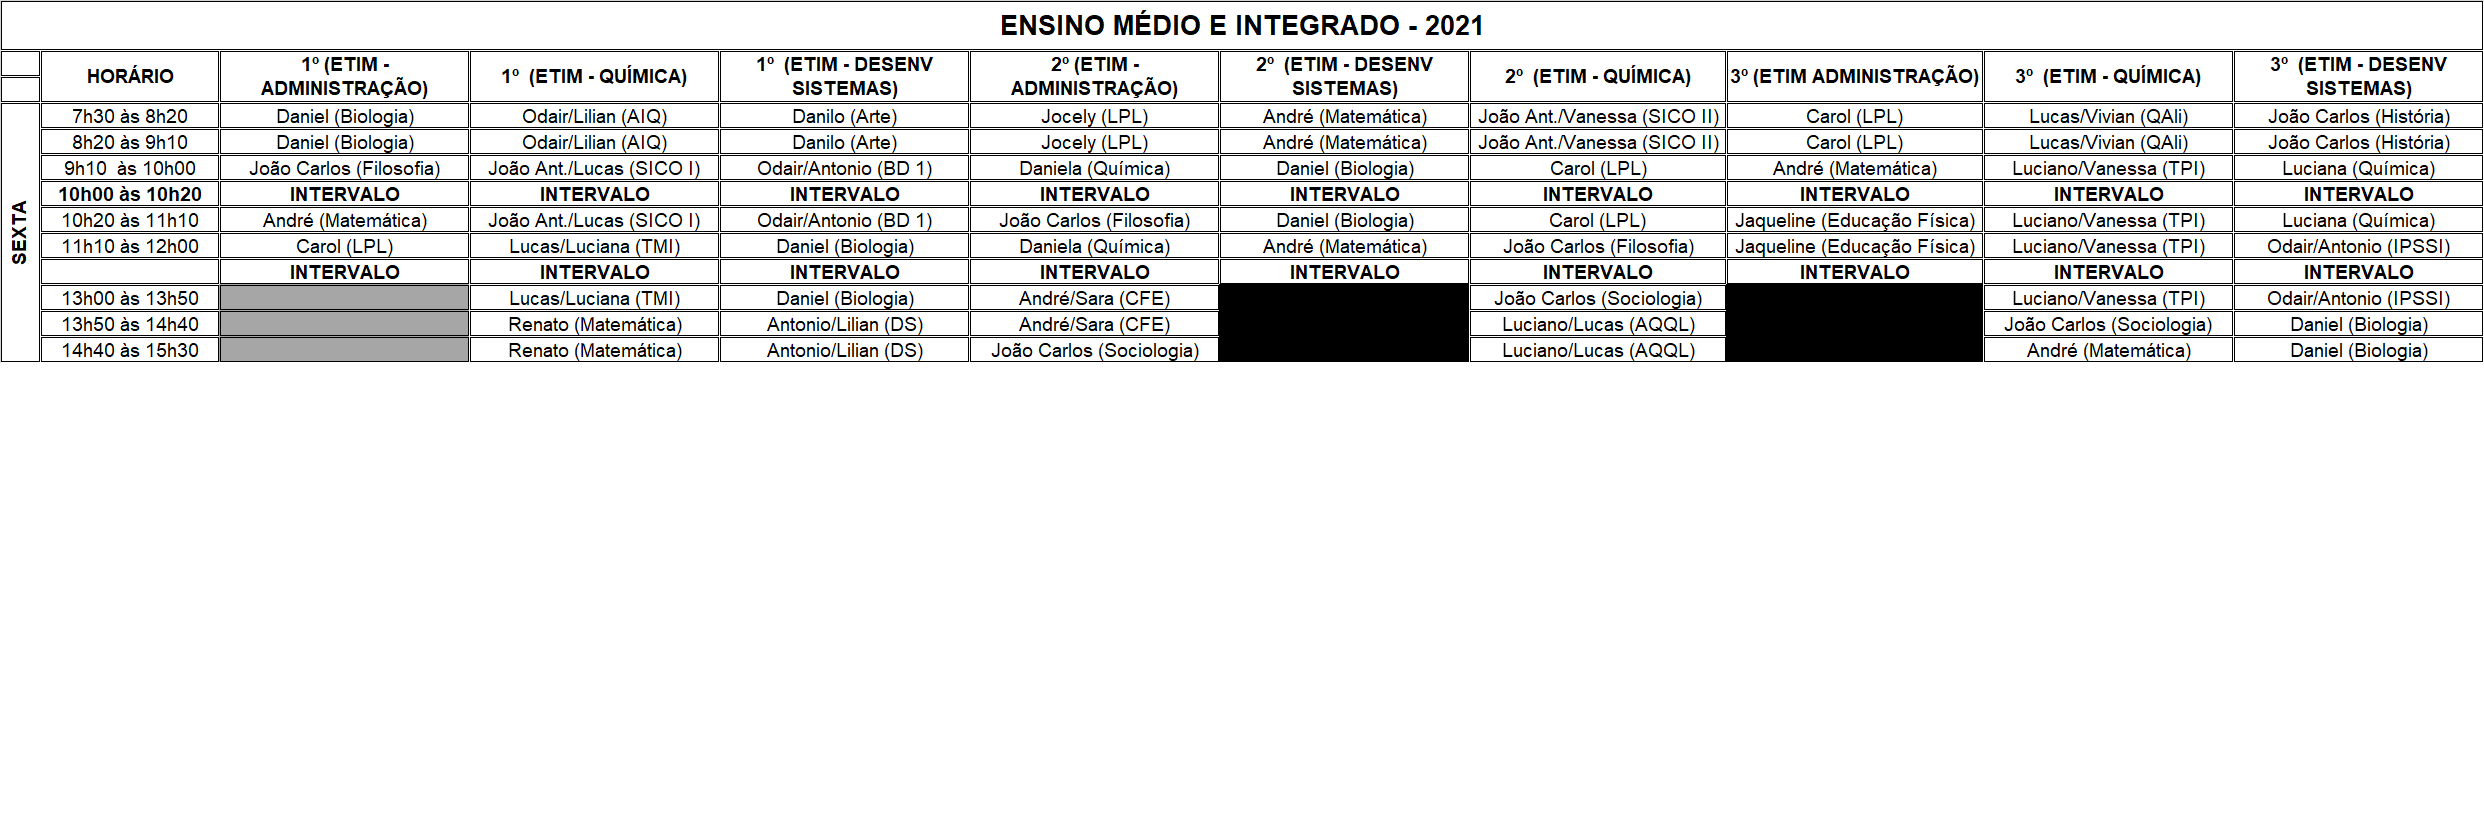 ENSINO MÉDIO E INTEGRADO - 2021
HORÁRIO 1º (ETIM - ADMINISTRAÇÃO) 1º (ETIM - QUÍMICA) 1º (ETIM - DESENV SISTEMAS) 2º (ETIM - ADMINISTRAÇÃO) 2º (ETIM - DESENV SISTEMAS) 2º (ETIM - QUÍMICA) 3º (ETIM ADMINISTRAÇÃO) 3º (ETIM - QUÍMICA) 3º (ETIM - DESENV SISTEMAS)
SEXTA
7h30 às 8h20 Daniel (Biologia) Odair/Lilian (AIQ) Danilo (Arte) Jocely (LPL) André (Matemática) João Ant./Vanessa (SICO II) Carol (LPL) Lucas/Vivian (QAli) João Carlos (História)
8h20 às 9h10 Daniel (Biologia) Odair/Lilian (AIQ) Danilo (Arte) Jocely (LPL) André (Matemática) João Ant./Vanessa (SICO II) Carol (LPL) Lucas/Vivian (QAli) João Carlos (História)
9h10 às 10h00 João Carlos (Filosofia) João Ant./Lucas (SICO I) Odair/Antonio (BD 1) Daniela (Química) Daniel (Biologia) Carol (LPL) André (Matemática) Luciano/Vanessa (TPI) Luciana (Química)
10h00 às 10h20 INTERVALO INTERVALO INTERVALO INTERVALO INTERVALO INTERVALO INTERVALO INTERVALO INTERVALO
10h20 às 11h10 André (Matemática) João Ant./Lucas (SICO I) Odair/Antonio (BD 1) João Carlos (Filosofia) Daniel (Biologia) Carol (LPL) Jaqueline (Educação Física) Luciano/Vanessa (TPI) Luciana (Química)
11h10 às 12h00 Carol (LPL) Lucas/Luciana (TMI) Daniel (Biologia) Daniela (Química) André (Matemática) João Carlos (Filosofia) Jaqueline (Educação Física) Luciano/Vanessa (TPI) Odair/Antonio (IPSSI)
INTERVALO INTERVALO INTERVALO INTERVALO INTERVALO INTERVALO INTERVALO INTERVALO INTERVALO
13h00 às 13h50 Lucas/Luciana (TMI) Daniel (Biologia) André/Sara (CFE) João Carlos (Sociologia) Luciano/Vanessa (TPI) Odair/Antonio (IPSSI)
13h50 às 14h40 Renato (Matemática) Antonio/Lilian (DS) André/Sara (CFE) Luciano/Lucas (AQQL) João Carlos (Sociologia) Daniel (Biologia)
14h40 às 15h30 Renato (Matemática) Antonio/Lilian (DS) João Carlos (Sociologia) Luciano/Lucas (AQQL) André (Matemática) Daniel (Biologia)